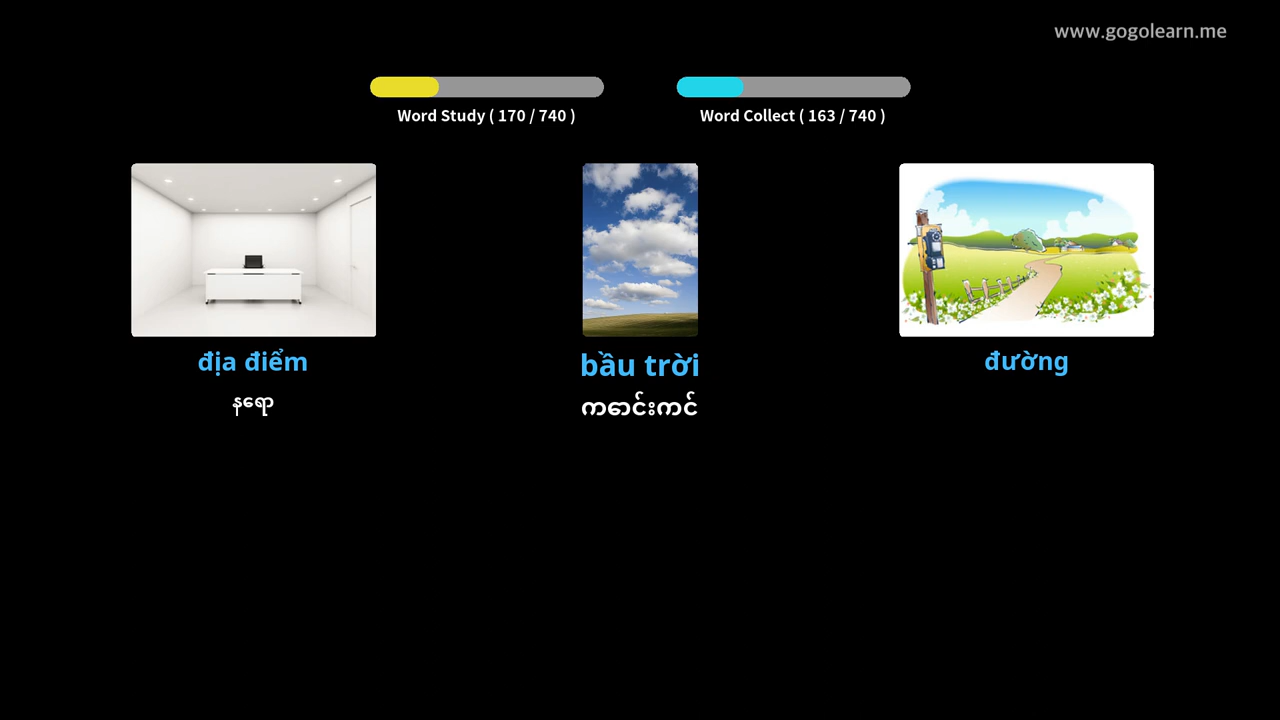 www.gogolearn.me
Word Study ( 170 / 740 )
Word Collect ( 163 / 740 )
địa điểm
bầu trời
đường
နေရာ
ကောင်းကင်